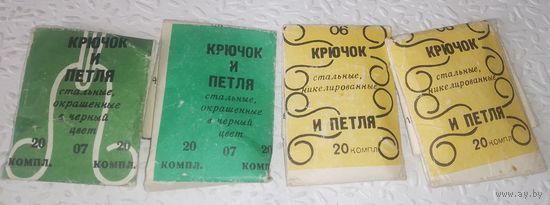 КРЮЧОК
И
ПЕТЛЯ
стальные,
окрашенные
в черный
цвет
20 07 20
КОМПЛ. КОМПЛ.
КРЮЧОК
И
ПЕТЛЯ
стальные,
окрашенные
в черный
цвет
20 07 20
КОМПЛ.
06
КРЮЧОК
стальные,
никелированные
И ПЕТЛЯ
20 КОМПЛ.
КРЮЧОК
стальные,
никелированные
И ПЕТЛЯ
20 КОМПЛ.
www.ay.by